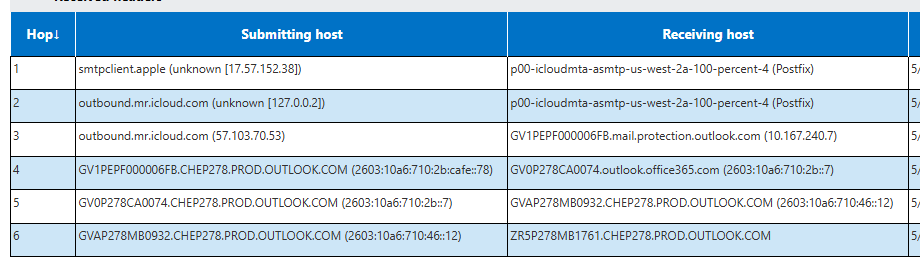 Hop↓ Submitting host Receiving host
1 smtpclient.apple (unknown [17.57.152.38]) p00-icloudmta-asmtp-us-west-2a-100-percent-4 (Postfix) 5/
2 outbound.mr.icloud.com (unknown [127.0.0.2]) p00-icloudmta-asmtp-us-west-2a-100-percent-4 (Postfix) 5/
3 outbound.mr.icloud.com (57.103.70.53) GV1PEPF000006FB.mail.protection.outlook.com (10.167.240.7) 5/
4 GV1PEPF000006FB.CHEP278.PROD.OUTLOOK.COM (2603:10a6:710:2b:cafe::78) GV0P278CA0074.outlook.office365.com (2603:10a6:710:2b::7) 5/
5 GV0P278CA0074.CHEP278.PROD.OUTLOOK.COM (2603:10a6:710:2b::7) GVAP278MB0932.CHEP278.PROD.OUTLOOK.COM (2603:10a6:710:46::12) 5/
6 GVAP278MB0932.CHEP278.PROD.OUTLOOK.COM (2603:10a6:710:46::12) ZR5P278MB1761.CHEP278.PROD.OUTLOOK.COM 5/